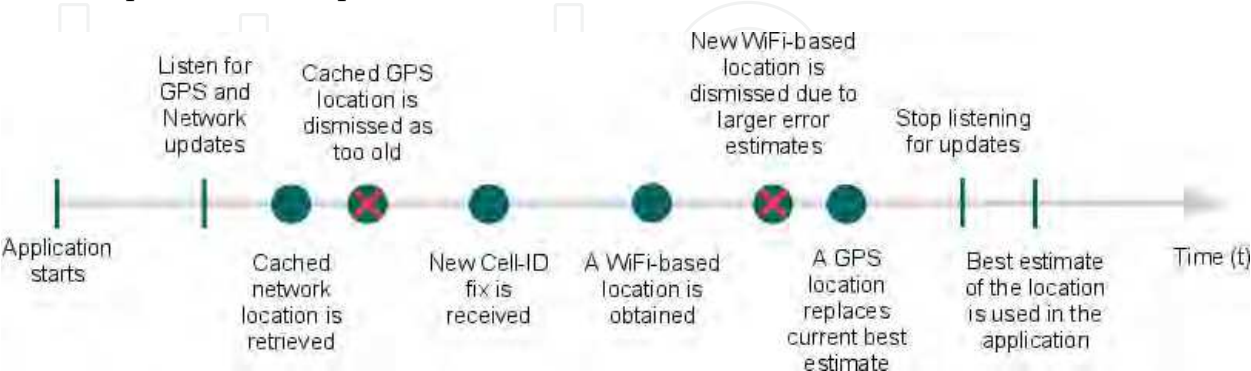 Application
starts
Listen for
GPS and
Network
updates
Cached
network
location is
retrieved
Cached GPS
location is
dismissed as
too old
New Cell-ID
fix is
received
A WiFi-based
location is
obtained
New WiFi-based
location is
dismissed due to
larger error
estimates
A GPS
location
replaces
current best
estimate
Stop listening
for updates
Best estimate
of the location
is used in the
application
Time (t)